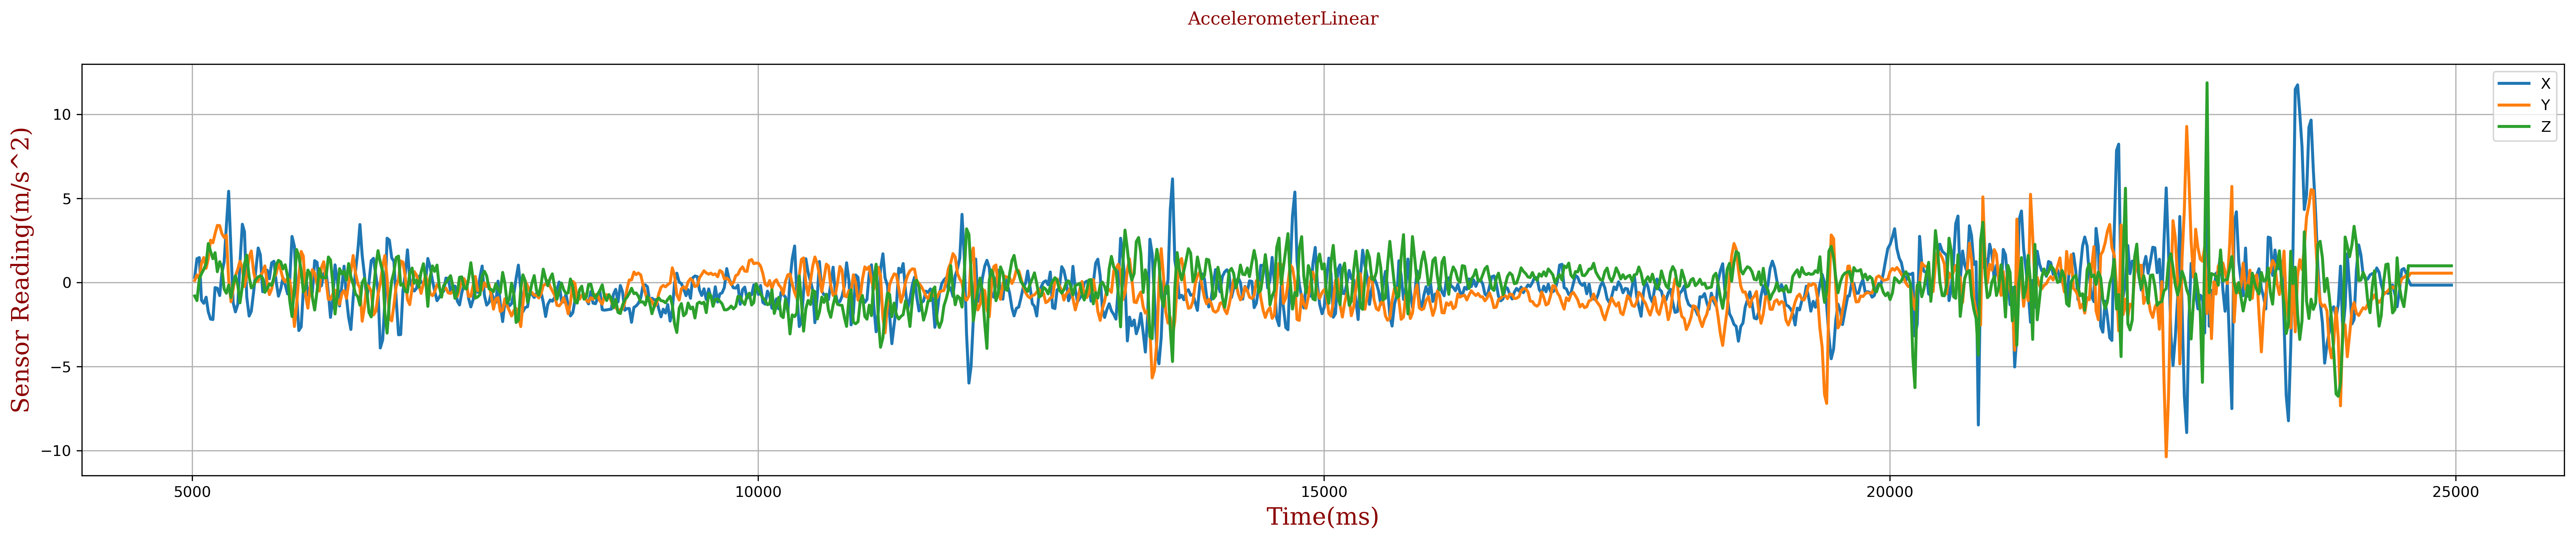 AccelerometerLinear
X
Y
Z
Sensor Reading(m/s^2)
10
5
0
−5
−10
5000 10000 15000 20000 25000
Time(ms)